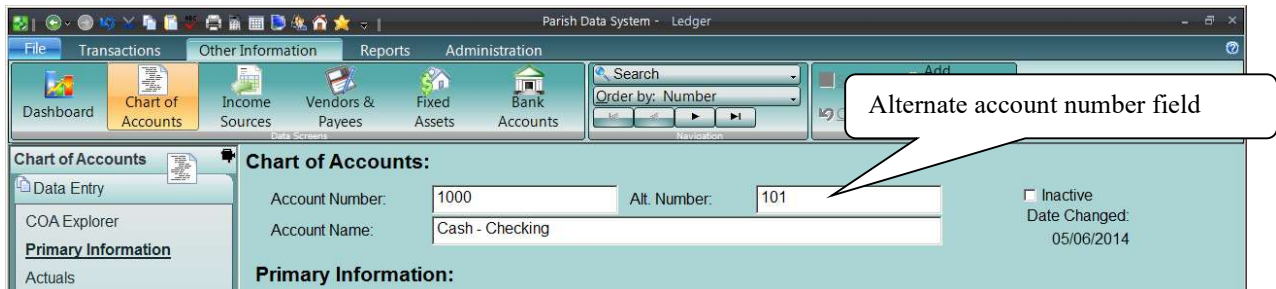 Parish Data System - Ledger
File Transactions Other Information Reports Administration
Dashboard
Chart of Accounts
Income Sources
Vendors & Payees
Fixed Assets
Bank Accounts
Data Screens
Search
Order by: Number
Navigation
Add
Alternate account number field
Chart of Accounts
Data Entry
COA Explorer
Primary Information
Actuals
Chart of Accounts:
Account Number: 1000 Alt. Number: 101
Account Name: Cash - Checking
Inactive
Date Changed:
05/06/2014
Primary Information: